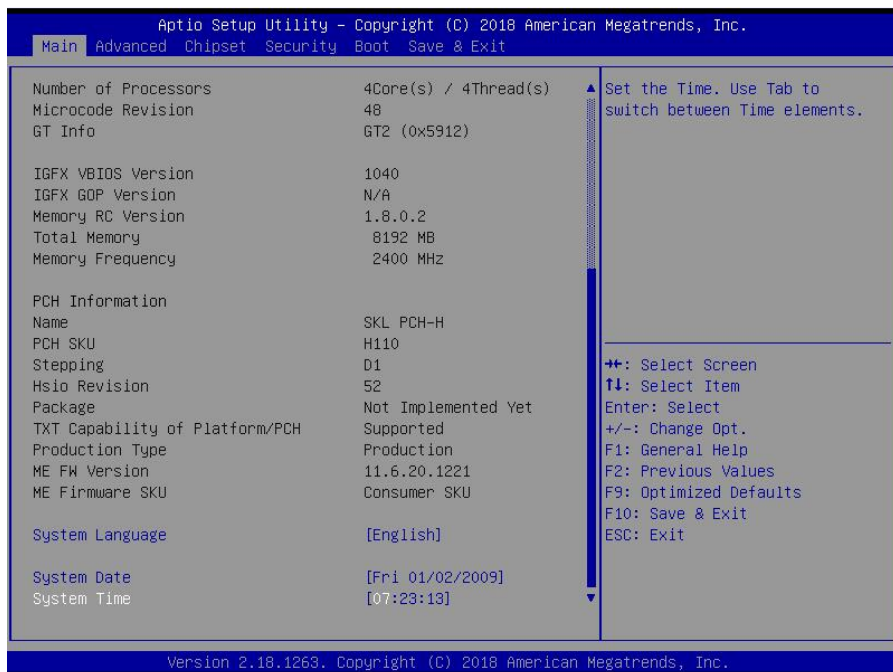 Aptio Setup Utility – Copyright (C) 2018 American Megatrends, Inc.
Main Advanced Chipset Security Boot Save & Exit
Number of Processors 4Core(s) / 4Thread(s)
Microcode Revision 48
GT Info GT2 (0x5912)
IGFX VBIOS Version 1040
IGFX GOP Version N/A
Memory RC Version 1.8.0.2
Total Memory 8192 MB
Memory Frequency 2400 MHz
PCH Information
Name SKL PCH-H
PCH SKU H110
Stepping D1
Hsio Revision 52
Package Not Implemented Yet
TXT Capability of Platform/PCH Supported
Production Type Production
ME FW Version 11.6.20.1221
ME Firmware SKU Consumer SKU
System Language [English]
System Date [Fri 01/02/2009]
System Time [07:23:13]
Set the Time. Use Tab to
switch between Time elements.
→←: Select Screen
↑↓: Select Item
Enter: Select
+/-: Change Opt.
F1: General Help
F2: Previous Values
F9: Optimized Defaults
F10: Save & Exit
ESC: Exit
Version 2.18.1263. Copyright (C) 2018 American Megatrends, Inc.